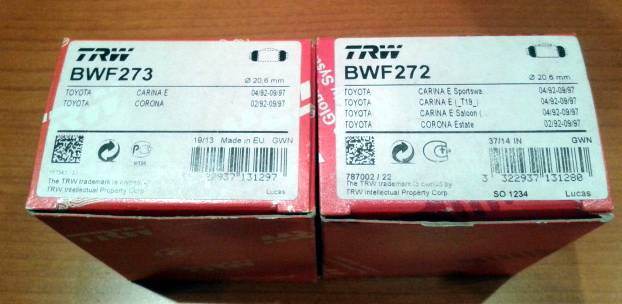 TRW
BWF273
Ø 20,6 mm
TOYOTA CARINA E 04/92-09/97
TOYOTA CORONA 02/92-09/97
19/13 Made in EU GWN
The TRW trademark is owned by
TRW Intellectual Property Corp.
322937 131297
Lucas
TRW
BWF272
Ø 20,6 mm
TOYOTA CARINA E Sportswa 04/92-09/97
TOYOTA CARINA E (_T19_) 04/92-09/97
TOYOTA CARINA E Saloon ( 04/92-09/97
TOYOTA CORONA Estate 02/92-09/97
37/14 IN GWN
787002 / 22
The TRW trademark is owned by
TRW Intellectual Property Corp.
3 322937 131280
SO 1234 Lucas
TRW